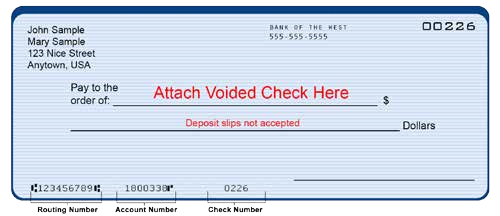 John Sample
Mary Sample
123 Nice Street
Anytown, USA
BANK OF THE WEST
555-555-5555
00226
Pay to the
order of: Attach Voided Check Here $
Deposit slips not accepted Dollars
⑆123456789⑆ 1800338⑈ 0226
Routing Number Account Number Check Number